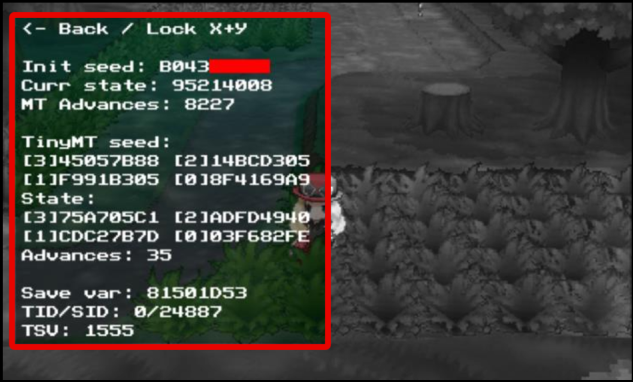 <- Back / Lock X+Y
Init seed: B043
Curr state: 95214008
MT Advances: 8227
TinyMT seed:
[3]45057B88 [2]14BCD305
[1]F991B305 [0]8F4169A9
State:
[3]75A705C1 [2]ADFD4940
[1]CDC27B7D [0]03F682FE
Advances: 35
Save var: 81501D53
TID/SID: 0/24887
TSV: 1555